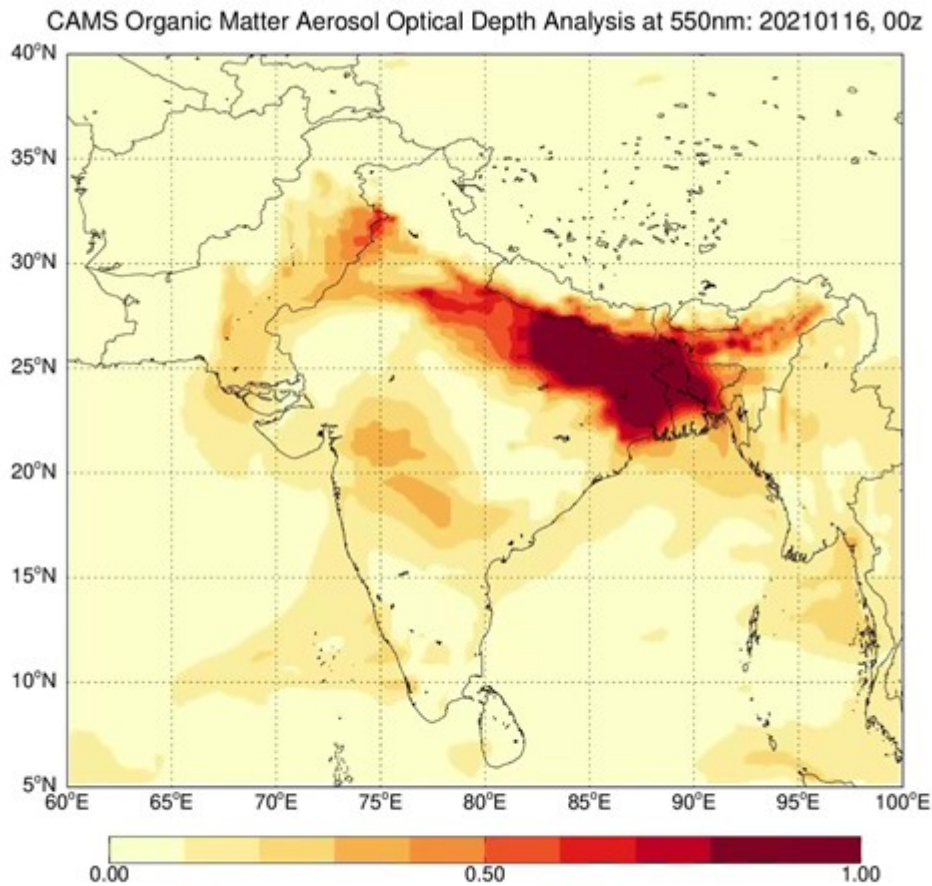 CAMS Organic Matter Aerosol Optical Depth Analysis at 550nm: 20210116, 00z
40°N
35°N
30°N
25°N
20°N
15°N
10°N
5°N
60°E 65°E 70°E 75°E 80°E 85°E 90°E 95°E 100°E
0.00 0.50 1.00